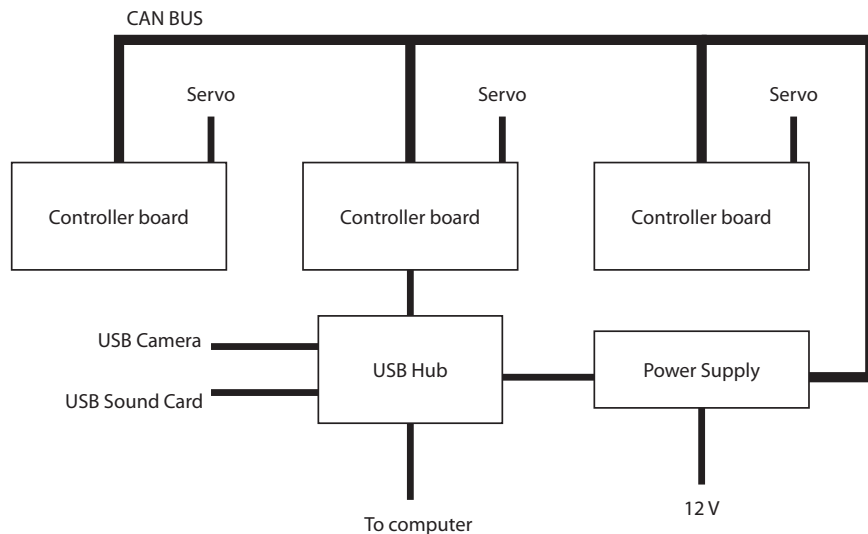 CAN BUS
Servo
Servo
Servo
Controller board
Controller board
Controller board
USB Camera
USB Hub
Power Supply
USB Sound Card
12 V
To computer